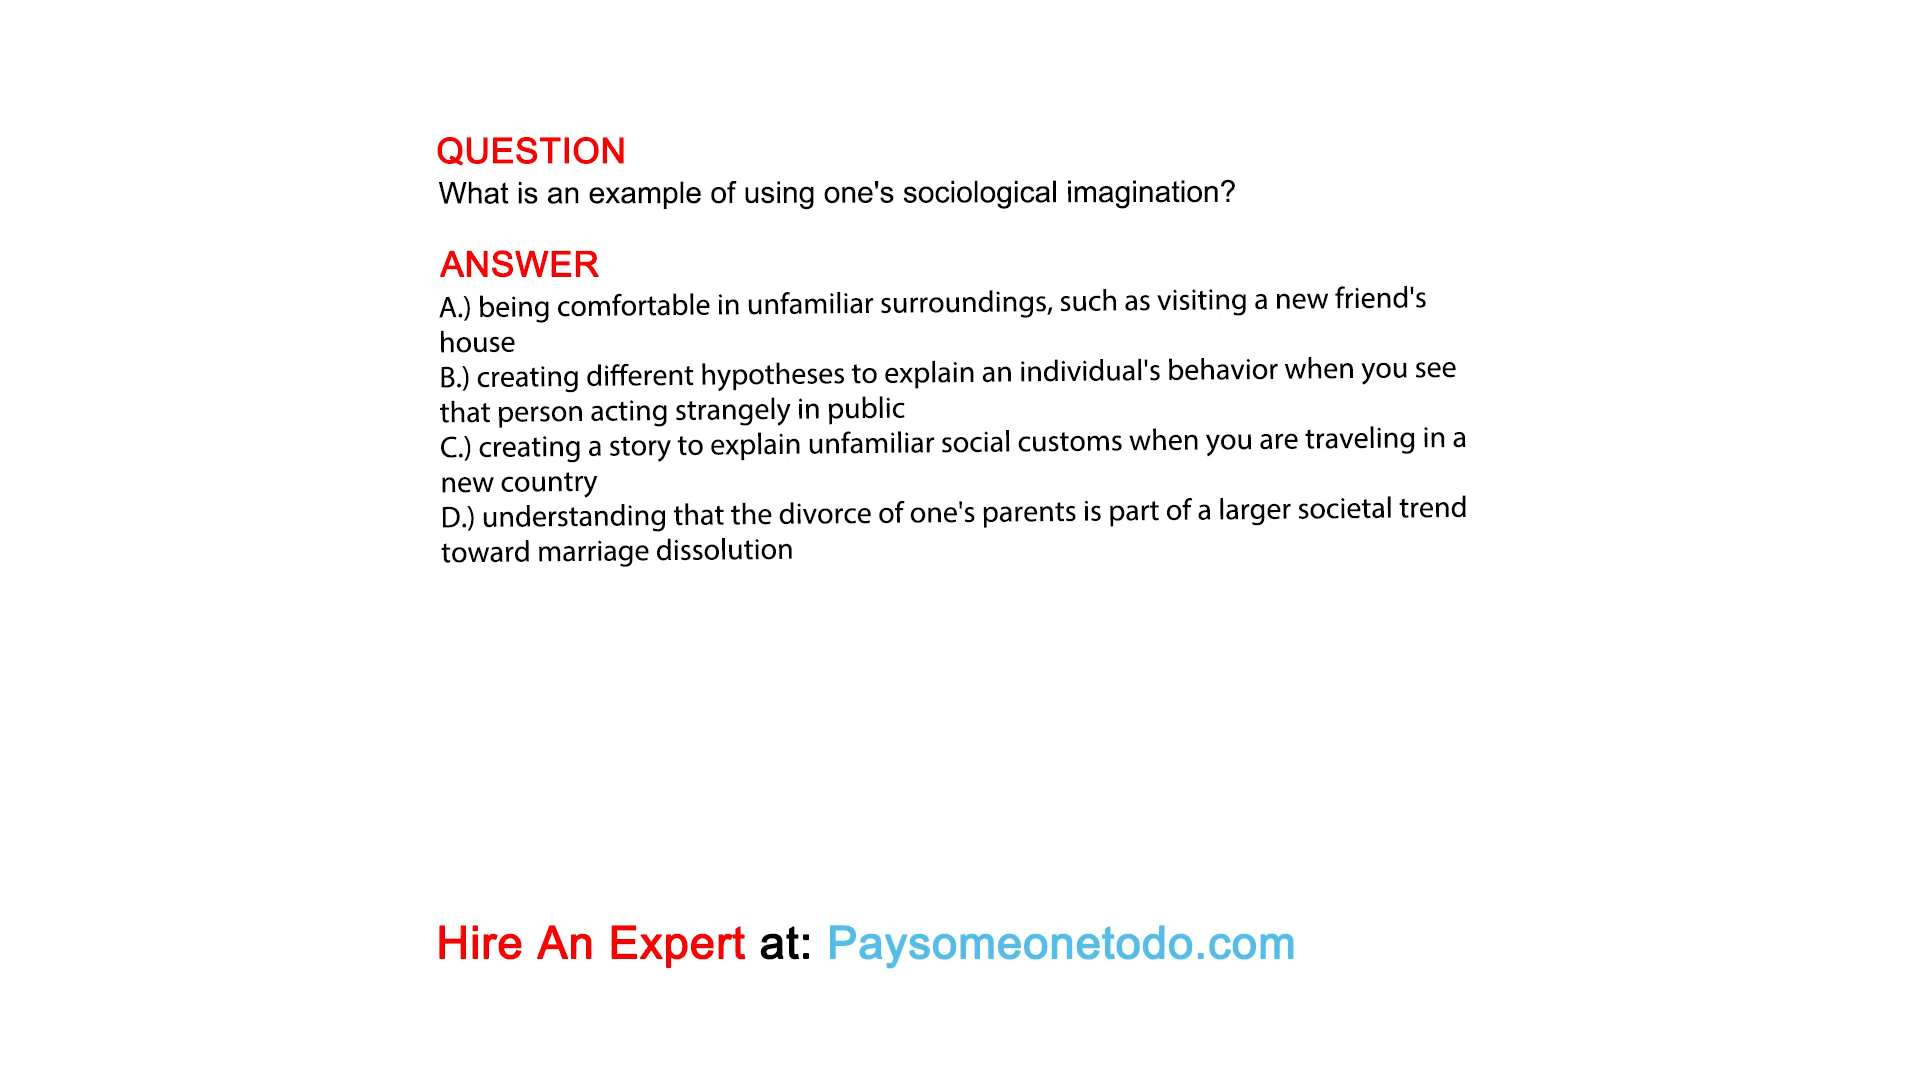 QUESTION
What is an example of using one's sociological imagination?
ANSWER
A.) being comfortable in unfamiliar surroundings, such as visiting a new friend's
house
B.) creating different hypotheses to explain an individual's behavior when you see
that person acting strangely in public
C.) creating a story to explain unfamiliar social customs when you are traveling in a
new country
D.) understanding that the divorce of one's parents is part of a larger societal trend
toward marriage dissolution
Hire An Expert at: Paysomeonetodo.com